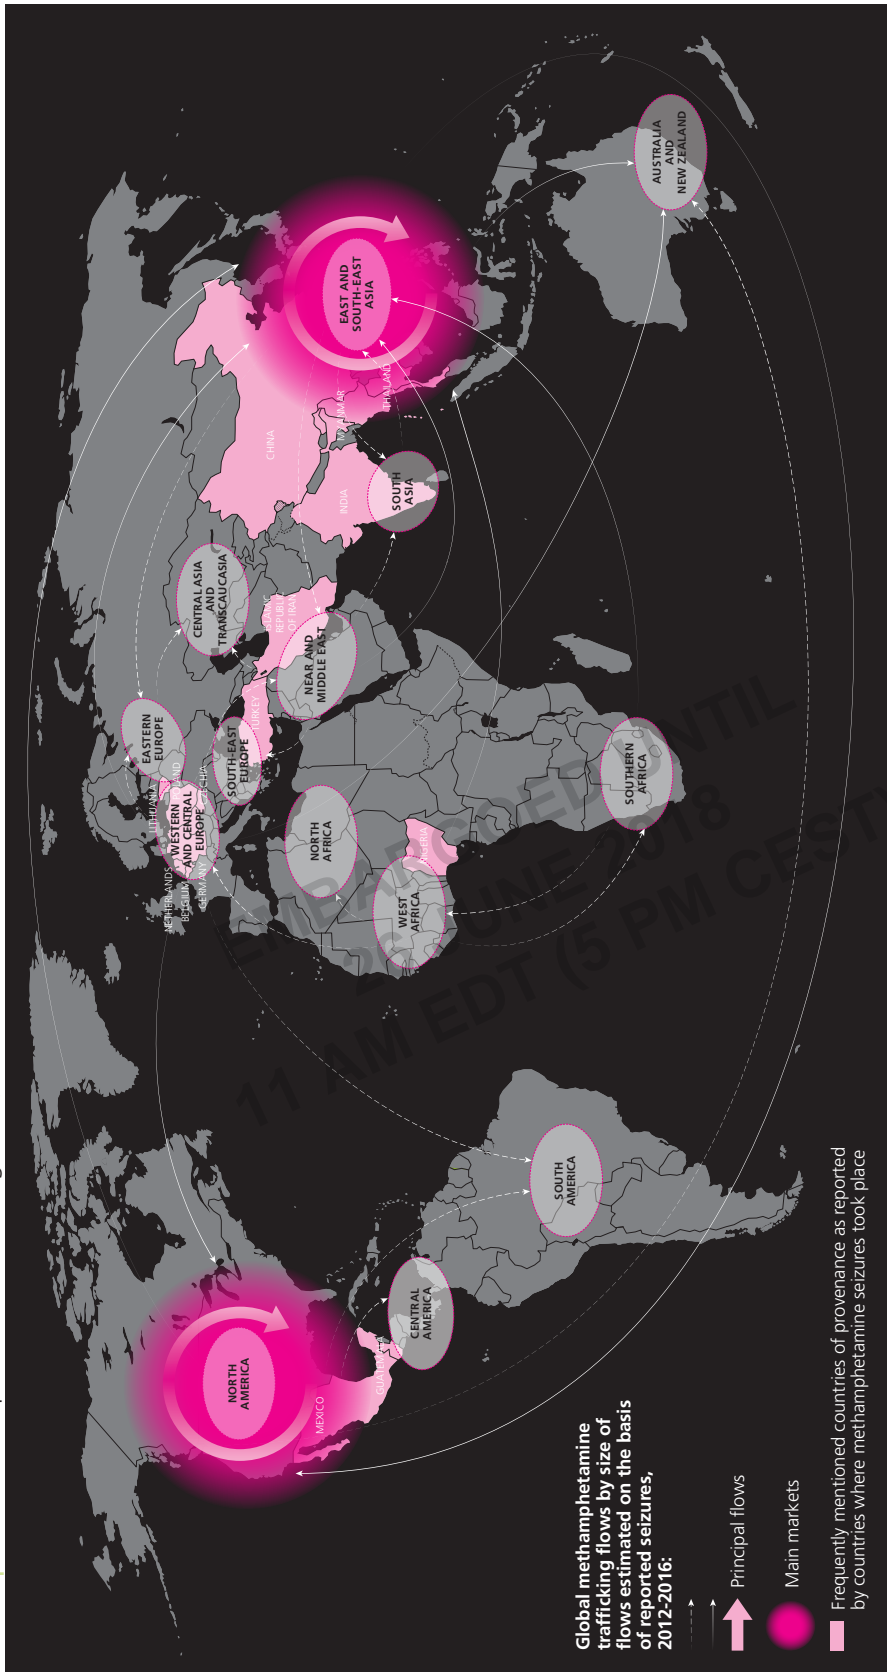 NORTH
AMERICA
MEXICO
GUATEMALA
CENTRAL
AMERICA
SOUTH
AMERICA
NETHERLANDS
BELGIUM
GERMANY
LITHUANIA
POLAND
CZECHIA
WESTERN
AND CENTRAL
EUROPE
EASTERN
EUROPE
SOUTH-EAST
EUROPE
TURKEY
NORTH
AFRICA
WEST
AFRICA
NIGERIA
SOUTHERN
AFRICA
CENTRAL ASIA
AND
TRANSCAUCASIA
ISLAMIC
REPUBLIC
OF IRAN
NEAR AND
MIDDLE EAST
INDIA
SOUTH
ASIA
CHINA
MYANMAR
THAILAND
EAST AND
SOUTH-EAST
ASIA
AUSTRALIA
AND
NEW ZEALAND
EMBARGOED UNTIL
26 JUNE 2018
11 AM EDT (5 PM CEST)
Global methamphetamine
trafficking flows by size of
flows estimated on the basis
of reported seizures,
2012-2016:
Principal flows
Main markets
Frequently mentioned countries of provenance as reported
by countries where methamphetamine seizures took place